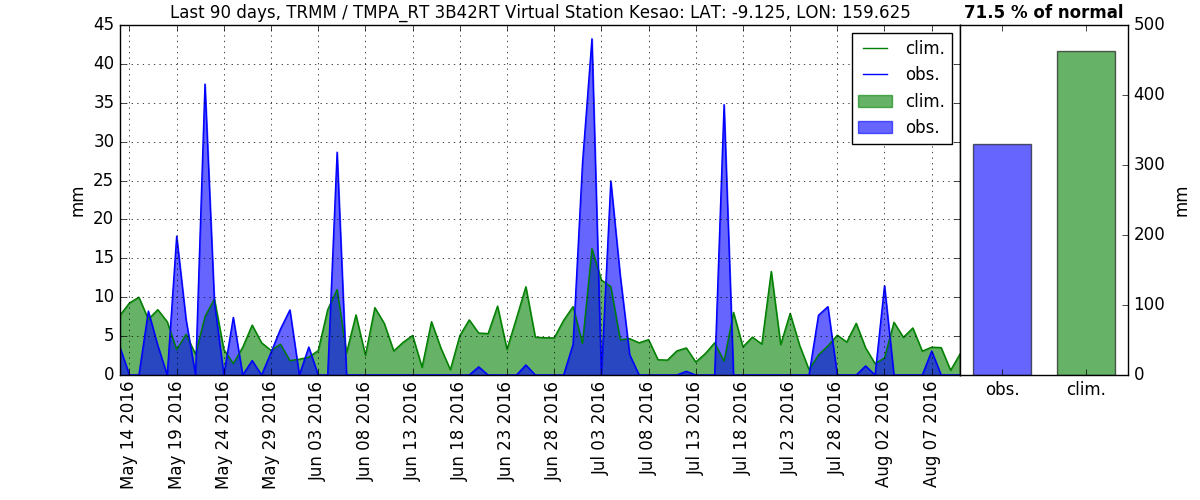 Last 90 days, TRMM / TMPA_RT 3B42RT Virtual Station Kesao: LAT: -9.125, LON: 159.625
71.5 % of normal
45
40
35
30
25
20
15
10
5
0
mm
clim.
obs.
clim.
obs.
May 14 2016
May 19 2016
May 24 2016
May 29 2016
Jun 03 2016
Jun 08 2016
Jun 13 2016
Jun 18 2016
Jun 23 2016
Jun 28 2016
Jul 03 2016
Jul 08 2016
Jul 13 2016
Jul 18 2016
Jul 23 2016
Jul 28 2016
Aug 02 2016
Aug 07 2016
500
400
300
200
100
0
mm
obs.
clim.